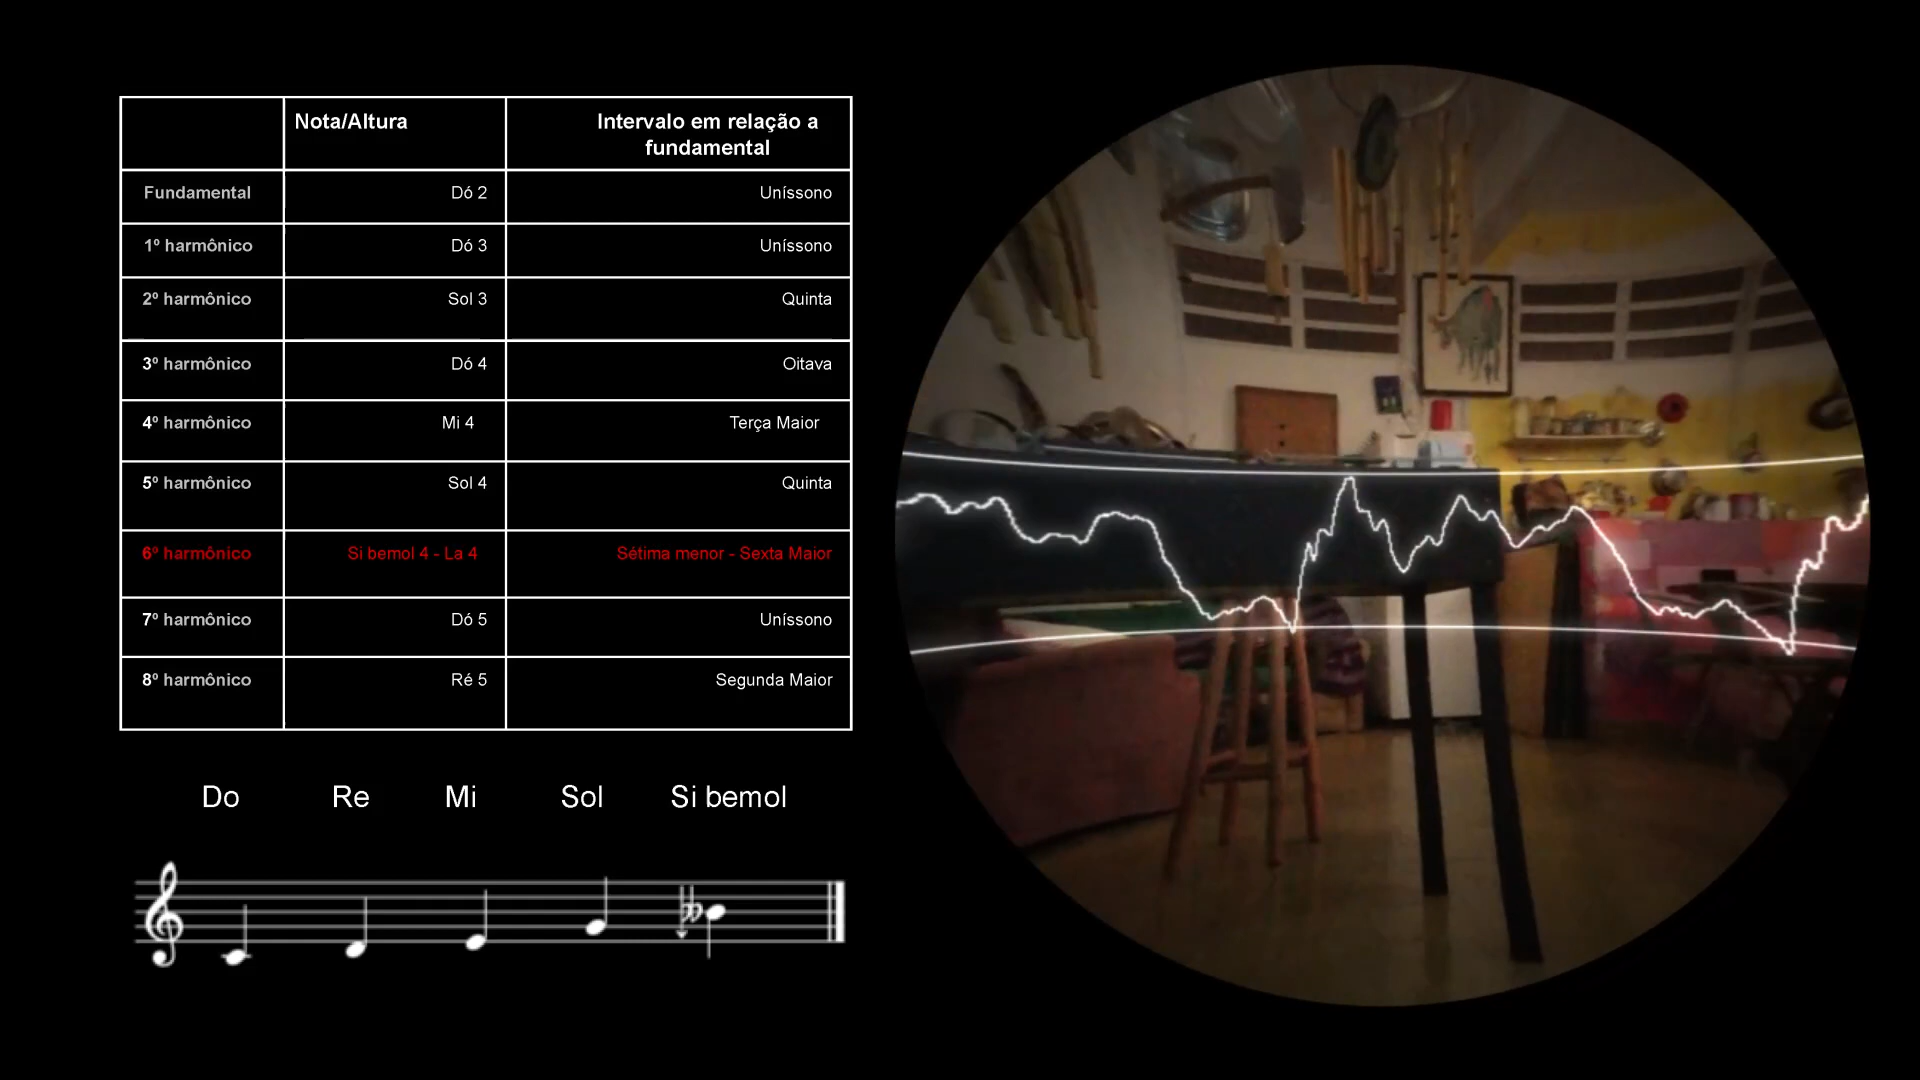 Nota/Altura
Intervalo em relação a
fundamental
Fundamental Dó 2 Uníssono
1º harmônico Dó 3 Uníssono
2º harmônico Sol 3 Quinta
3º harmônico Dó 4 Oitava
4º harmônico Mi 4 Terça Maior
5º harmônico Sol 4 Quinta
6º harmônico Si bemol 4 - La 4 Sétima menor - Sexta Maior
7º harmônico Dó 5 Uníssono
8º harmônico Ré 5 Segunda Maior
Do Re Mi Sol Si bemol